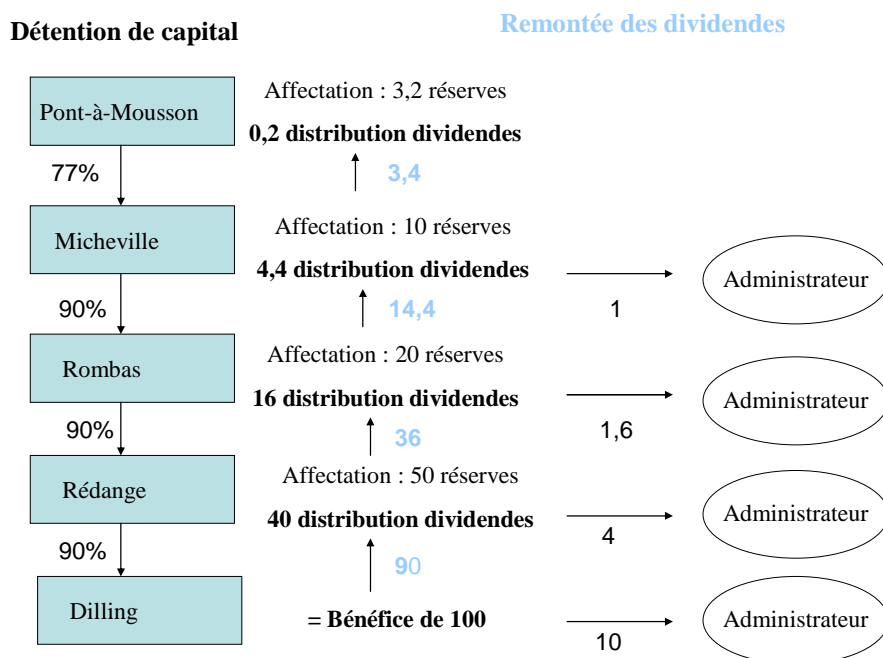 Détention de capital
Remontée des dividendes
Pont-à-Mousson
Affectation : 3,2 réserves
0,2 distribution dividendes
77%
3,4
Micheville
Affectation : 10 réserves
4,4 distribution dividendes
Administrateur
90%
14,4
1
Rombas
Affectation : 20 réserves
16 distribution dividendes
Administrateur
90%
36
1,6
Rédange
Affectation : 50 réserves
40 distribution dividendes
Administrateur
90%
90
4
Dilling
= Bénéfice de 100
Administrateur
10